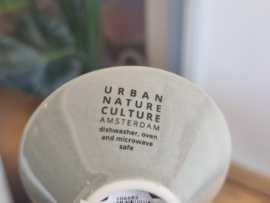 URBAN
NATURE
CULTURE
AMSTERDAM
dishwasher, oven
and microwave
safe